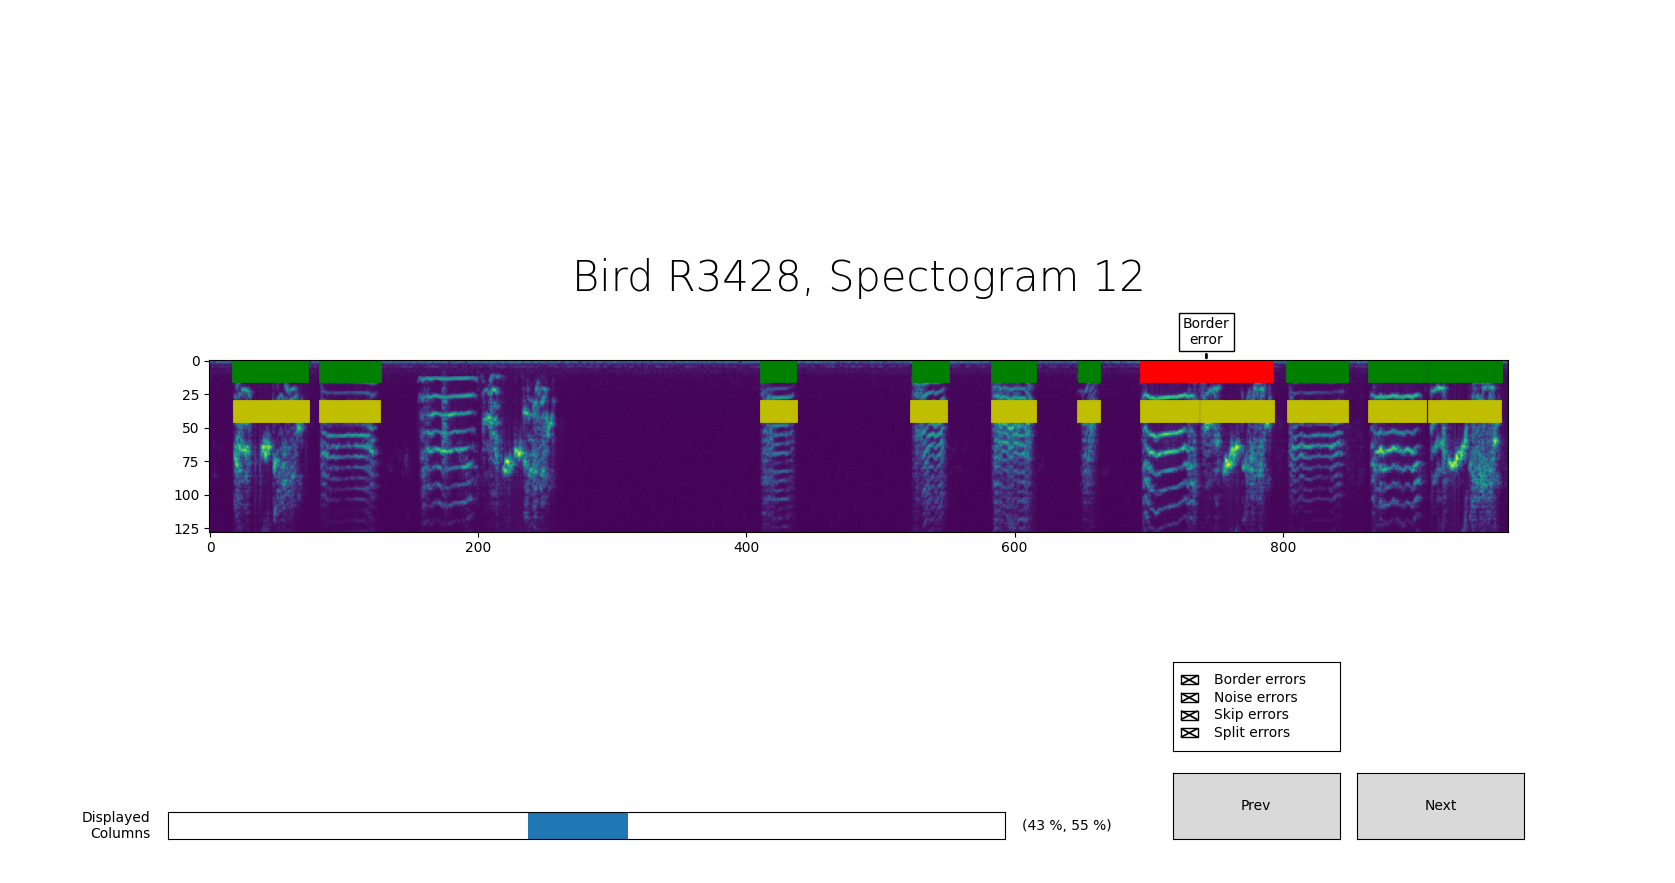 Bird R3428, Spectogram 12
Border
error
0
25
50
75
100
125
0 200 400 600 800
Border errors
Noise errors
Skip errors
Split errors
Prev Next
Displayed
Columns
(43 %, 55 %)